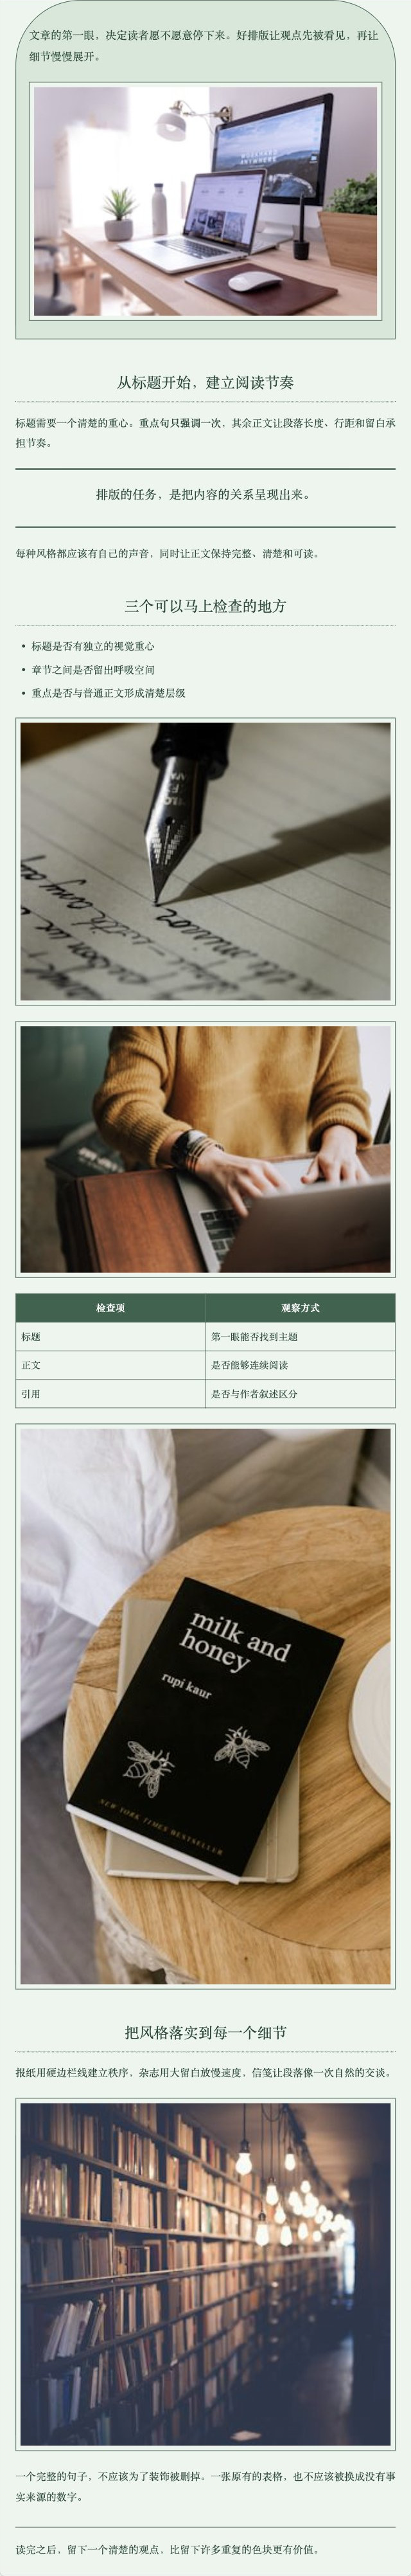 文章的第一眼，决定读者愿不愿意停下来。好排版让观点先被看见，再让
细节慢慢展开。
从标题开始，建立阅读节奏
标题需要一个清楚的重心。重点句只强调一次，其余正文让段落长度、行距和留白承
担节奏。
排版的任务，是把内容的关系呈现出来。
每种风格都应该有自己的声音，同时让正文保持完整、清楚和可读。
三个可以马上检查的地方
• 标题是否有独立的视觉重心
• 章节之间是否留出呼吸空间
• 重点是否与普通正文形成清楚层级
检查项 观察方式
标题 第一眼能否找到主题
正文 是否能够连续阅读
引用 是否与作者叙述区分
milk and
honey
rupi kaur
NEW YORK TIMES BESTSELLER
把风格落实到每一个细节
报纸用硬边栏线建立秩序，杂志用大留白放慢速度，信笺让段落像一次自然的交谈。
一个完整的句子，不应该为了装饰被删掉。一张原有的表格，也不应该被换成没有事
实来源的数字。
读完之后，留下一个清楚的观点，比留下许多重复的色块更有价值。